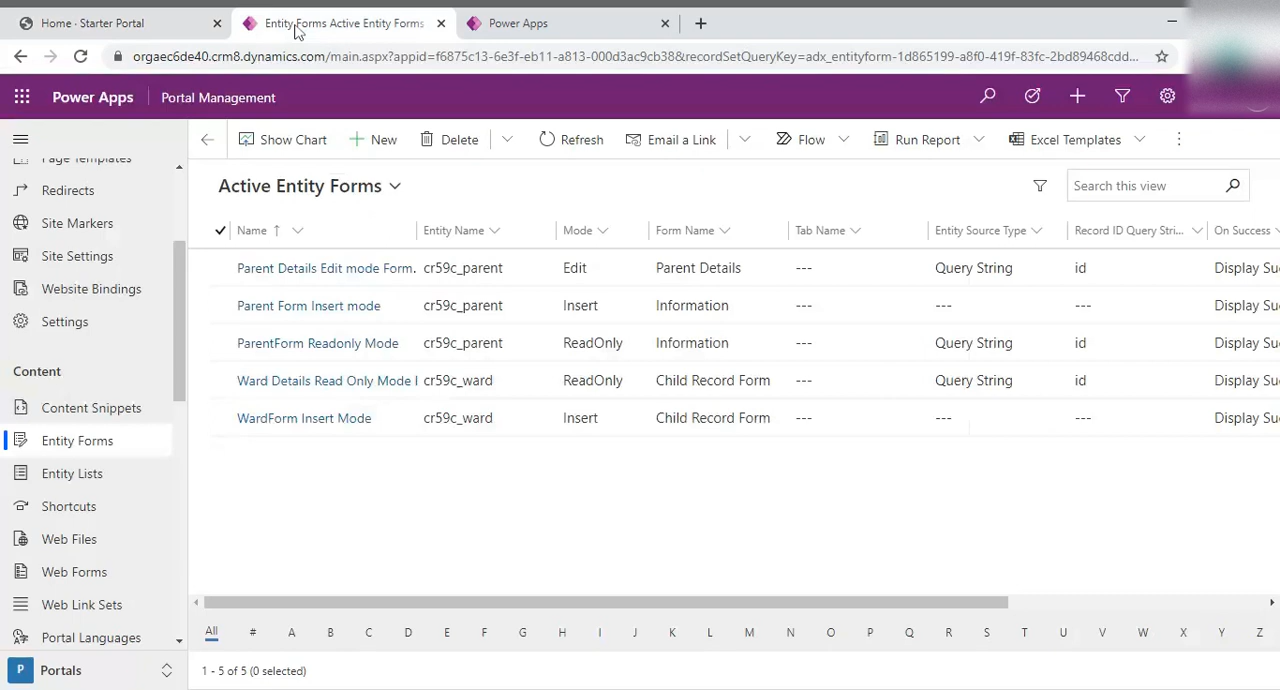 Home · Starter Portal
Entity Forms Active Entity Forms
Power Apps
orgaec6de40.crm8.dynamics.com/main.aspx?appid=f6875c13-6e3f-eb11-a813-000d3ac9cb38&recordSetQueryKey=adx_entityform-1d865199-a8f0-419f-83fc-2bd89468cdd...
Power Apps
Portal Management
Show Chart
New
Delete
Refresh
Email a Link
Flow
Run Report
Excel Templates
Page Templates
Redirects
Site Markers
Site Settings
Website Bindings
Settings
Content
Content Snippets
Entity Forms
Entity Lists
Shortcuts
Web Files
Web Forms
Web Link Sets
Portal Languages
P Portals
Active Entity Forms
Search this view
Name Entity Name Mode Form Name Tab Name Entity Source Type Record ID Query Stri... On Success
Parent Details Edit mode Form. cr59c_parent Edit Parent Details --- Query String id Display Su
Parent Form Insert mode cr59c_parent Insert Information --- --- --- Display Su
ParentForm Readonly Mode cr59c_parent ReadOnly Information --- Query String id Display Su
Ward Details Read Only Mode cr59c_ward ReadOnly Child Record Form --- Query String id Display Su
WardForm Insert Mode cr59c_ward Insert Child Record Form --- --- --- Display Su
All # A B C D E F G H I J K L M N O P Q R S T U V W X Y Z
1 - 5 of 5 (0 selected)